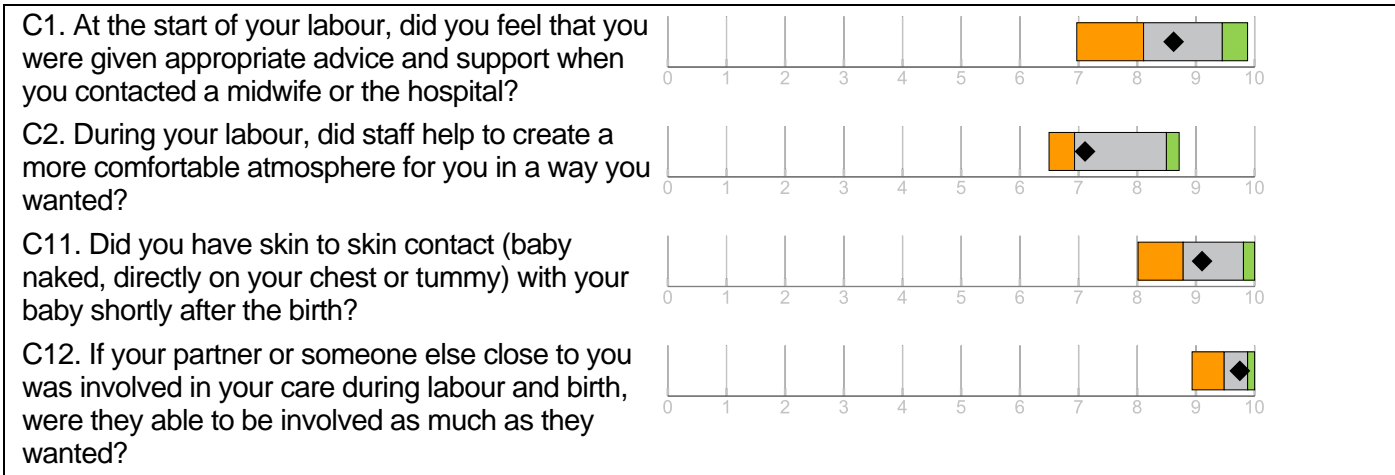 C1. At the start of your labour, did you feel that you
were given appropriate advice and support when
you contacted a midwife or the hospital?
0 1 2 3 4 5 6 7 8 9 10
C2. During your labour, did staff help to create a
more comfortable atmosphere for you in a way you
wanted?
0 1 2 3 4 5 6 7 8 9 10
C11. Did you have skin to skin contact (baby
naked, directly on your chest or tummy) with your
baby shortly after the birth?
0 1 2 3 4 5 6 7 8 9 10
C12. If your partner or someone else close to you
was involved in your care during labour and birth,
were they able to be involved as much as they
wanted?
0 1 2 3 4 5 6 7 8 9 10